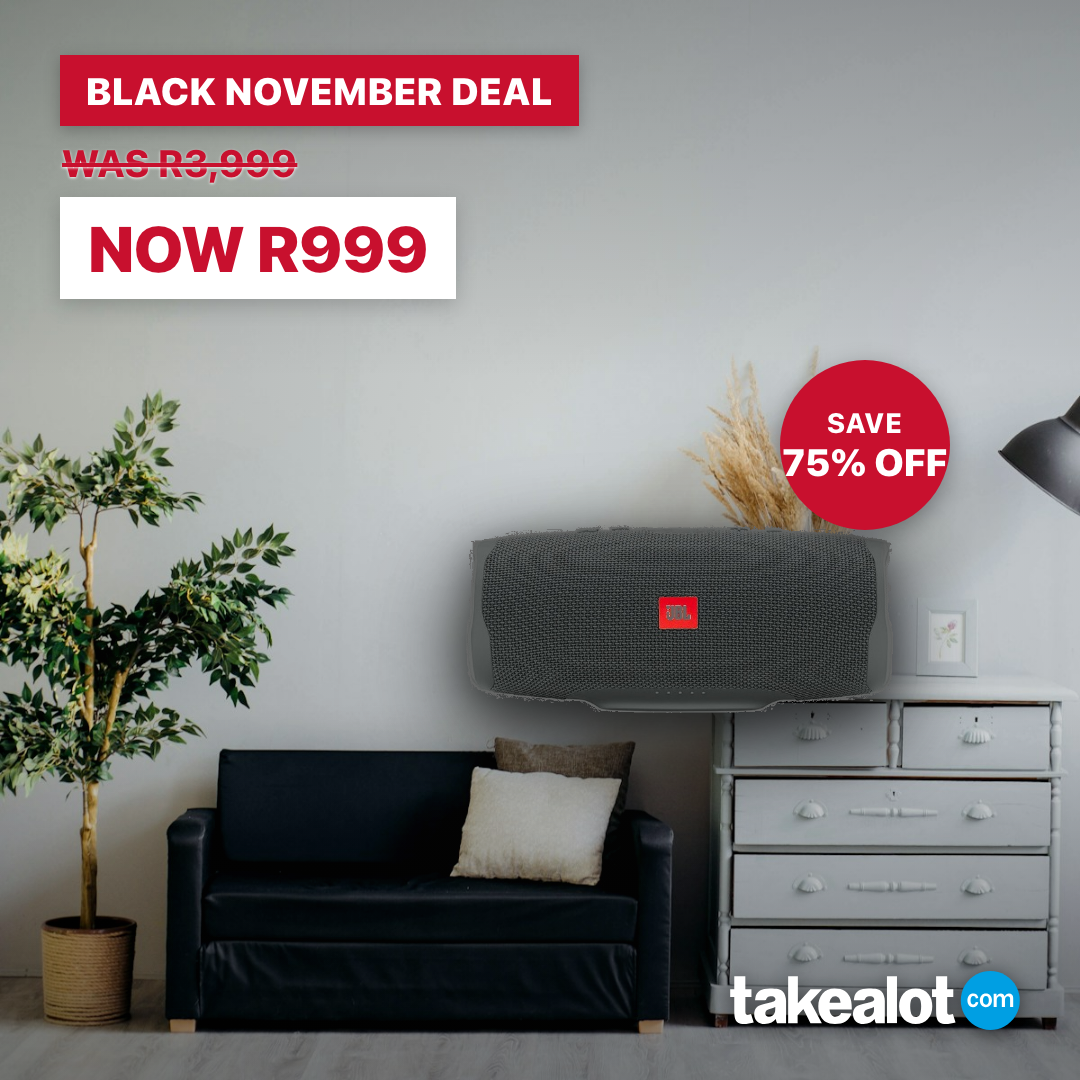 BLACK NOVEMBER DEAL
WAS R3,999
NOW R999
SAVE
75% OFF
JBL
takealot com